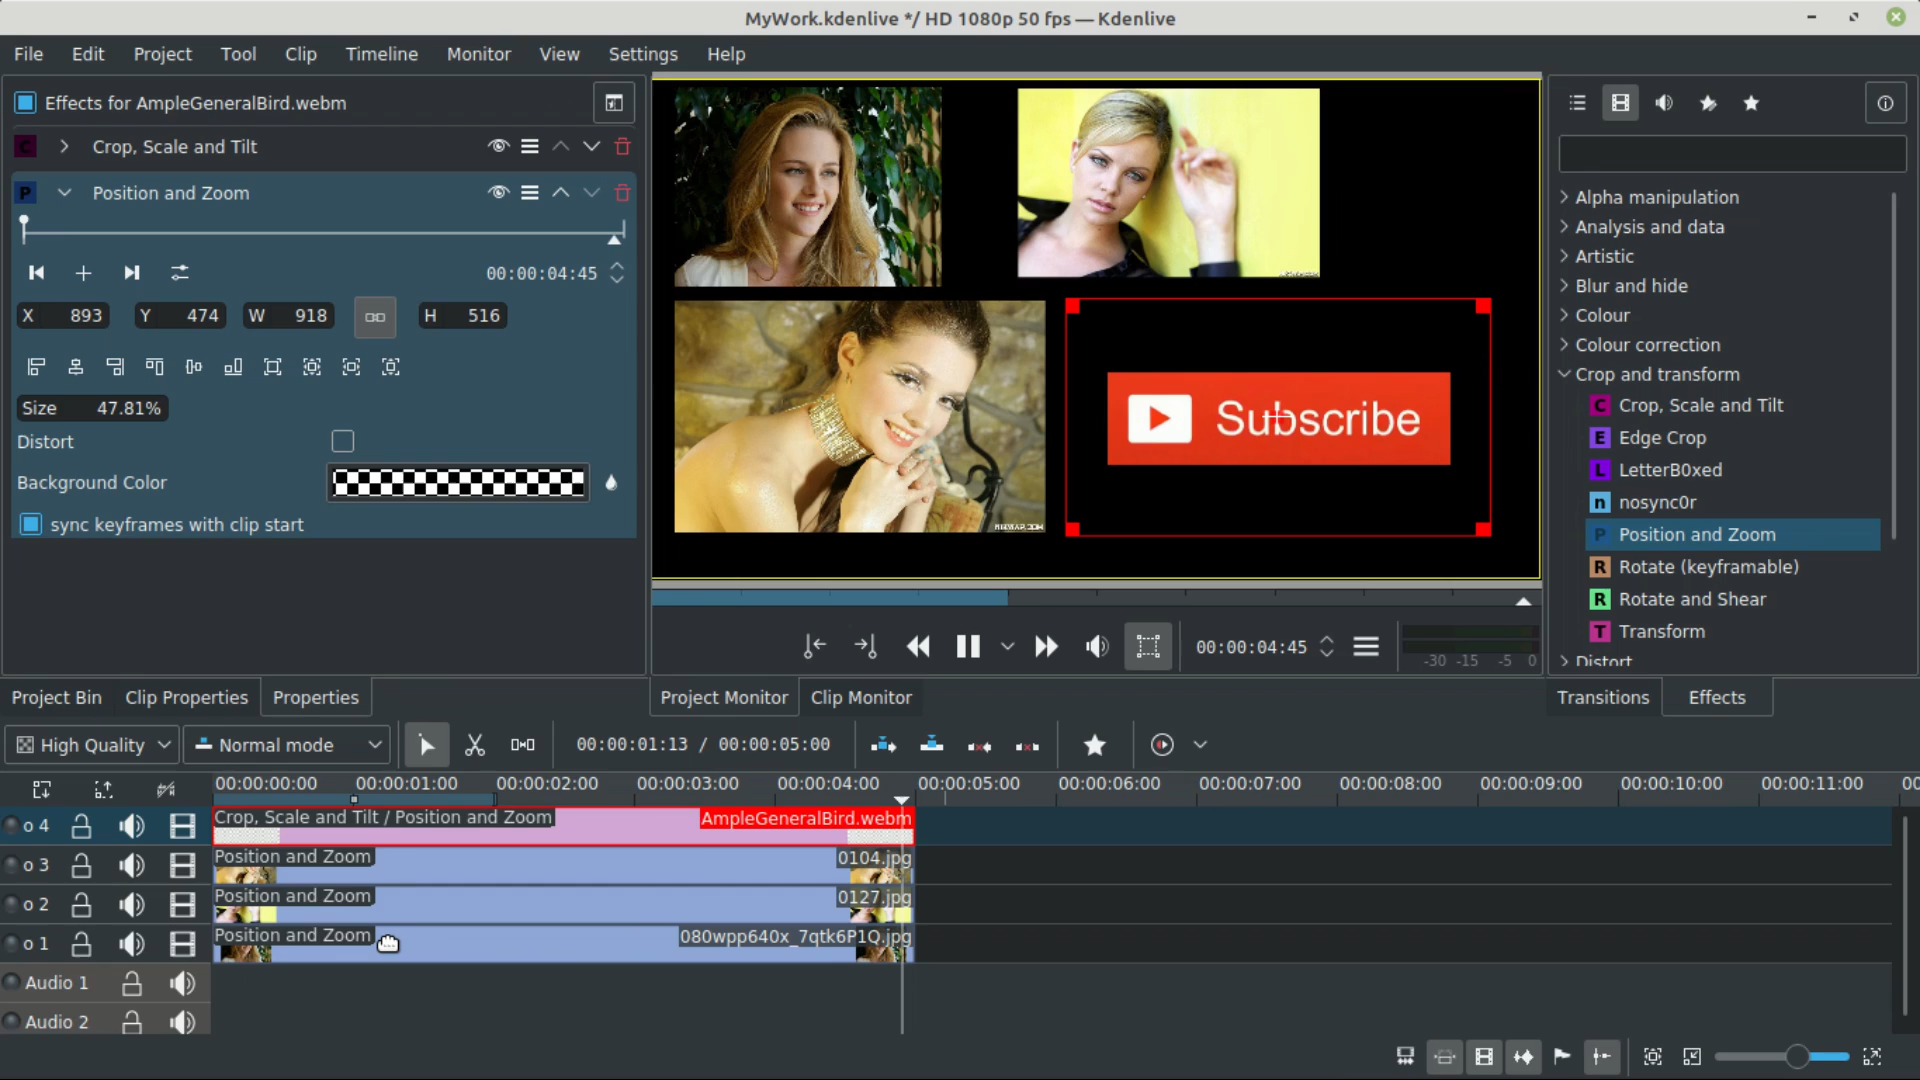 MyWork.kdenlive */ HD 1080p 50 fps — Kdenlive
File Edit Project Tool Clip Timeline Monitor View Settings Help
Effects for AmpleGeneralBird.webm
C Crop, Scale and Tilt
P Position and Zoom
00:00:04:45
X 893 Y 474 W 918 H 516
Size 47.81%
Distort
Background Color
sync keyframes with clip start
Subscribe
00:00:04:45
-30 -15 -5 0
Alpha manipulation
Analysis and data
Artistic
Blur and hide
Colour
Colour correction
Crop and transform
C Crop, Scale and Tilt
E Edge Crop
L LetterB0xed
n nosync0r
P Position and Zoom
R Rotate (keyframable)
R Rotate and Shear
T Transform
Distort
Project Bin Clip Properties Properties
Project Monitor Clip Monitor
Transitions Effects
High Quality Normal mode 00:00:01:13 / 00:00:05:00
00:00:00:00 00:00:01:00 00:00:02:00 00:00:03:00 00:00:04:00 00:00:05:00 00:00:06:00 00:00:07:00 00:00:08:00 00:00:09:00 00:00:10:00 00:00:11:00 00
o 4 Crop, Scale and Tilt / Position and Zoom AmpleGeneralBird.webm
o 3 Position and Zoom 0104.jpg
o 2 Position and Zoom 0127.jpg
o 1 Position and Zoom 080wpp640x_7qtk6P1Q.jpg
Audio 1
Audio 2